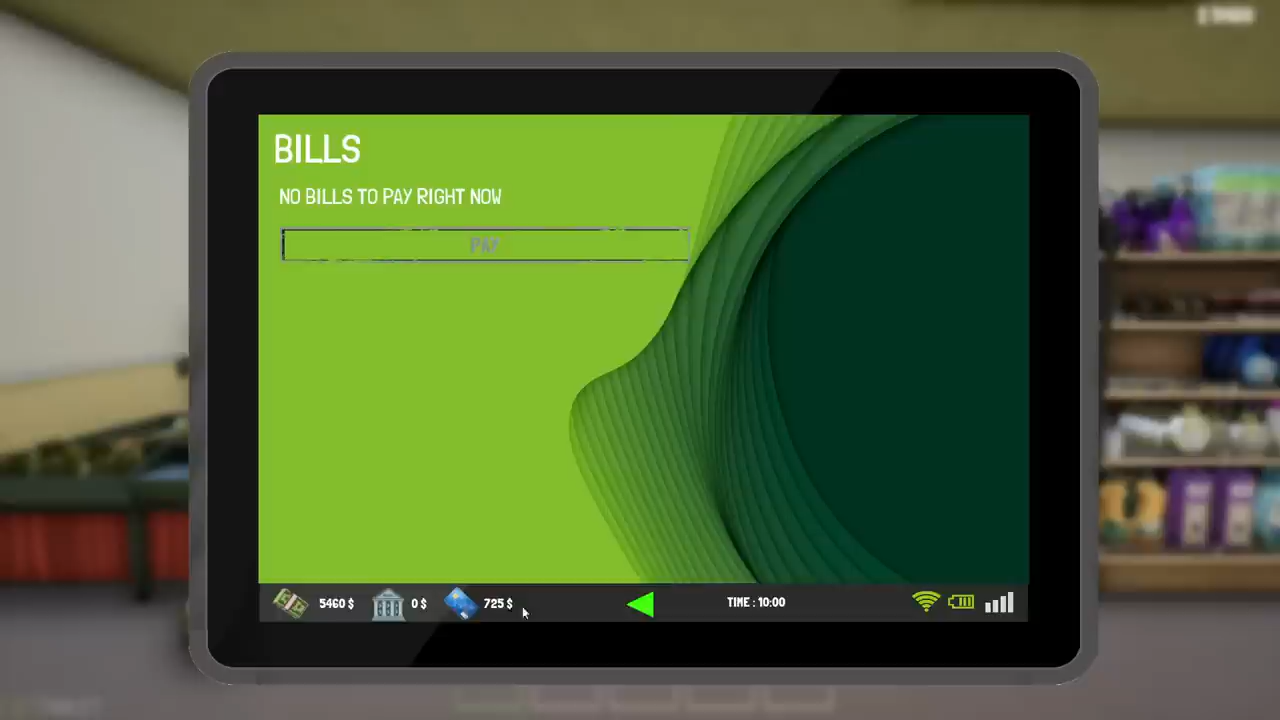 BILLS
NO BILLS TO PAY RIGHT NOW
PAY
5460 $ 0 $ 725 $ TIME : 10:00